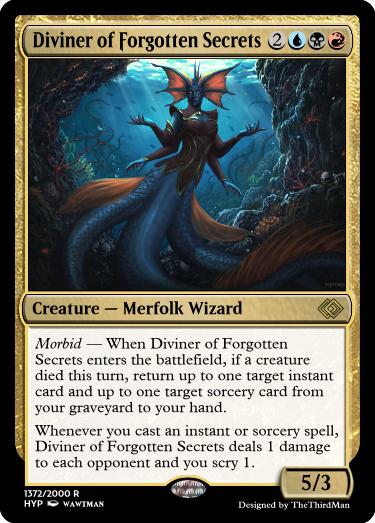 Diviner of Forgotten Secrets 2
Creature — Merfolk Wizard
Morbid — When Diviner of Forgotten
Secrets enters the battlefield, if a creature
died this turn, return up to one target instant
card and up to one target sorcery card from
your graveyard to your hand.
Whenever you cast an instant or sorcery spell,
Diviner of Forgotten Secrets deals 1 damage
to each opponent and you scry 1.
5/3
1372/2000 R
HYP WAWTMAN
Designed by TheThirdMan